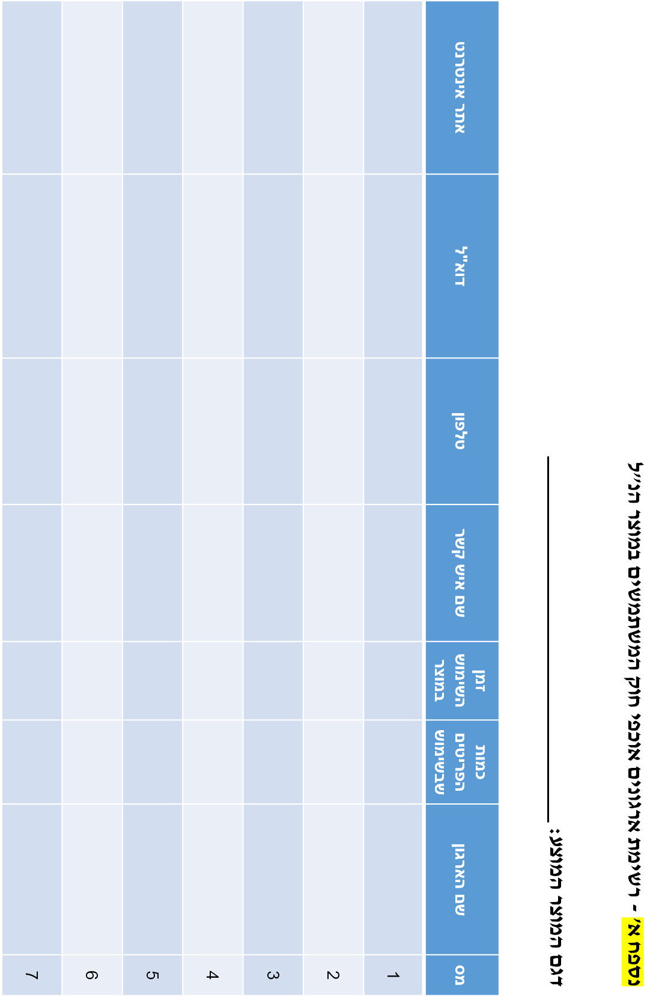 נספח א׳ - רשימת ארגונים אוכפי חוק המשתמשים במוצר הנ״ל
דגם המוצר המוצע: ____________________
מס
שם הארגון
כמות
הפריטים
שבשימוש
זמן
השימוש
במוצר
שם איש קשר
טלפון
דוא"ל
אתר אינטרנט
1
2
3
4
5
6
7